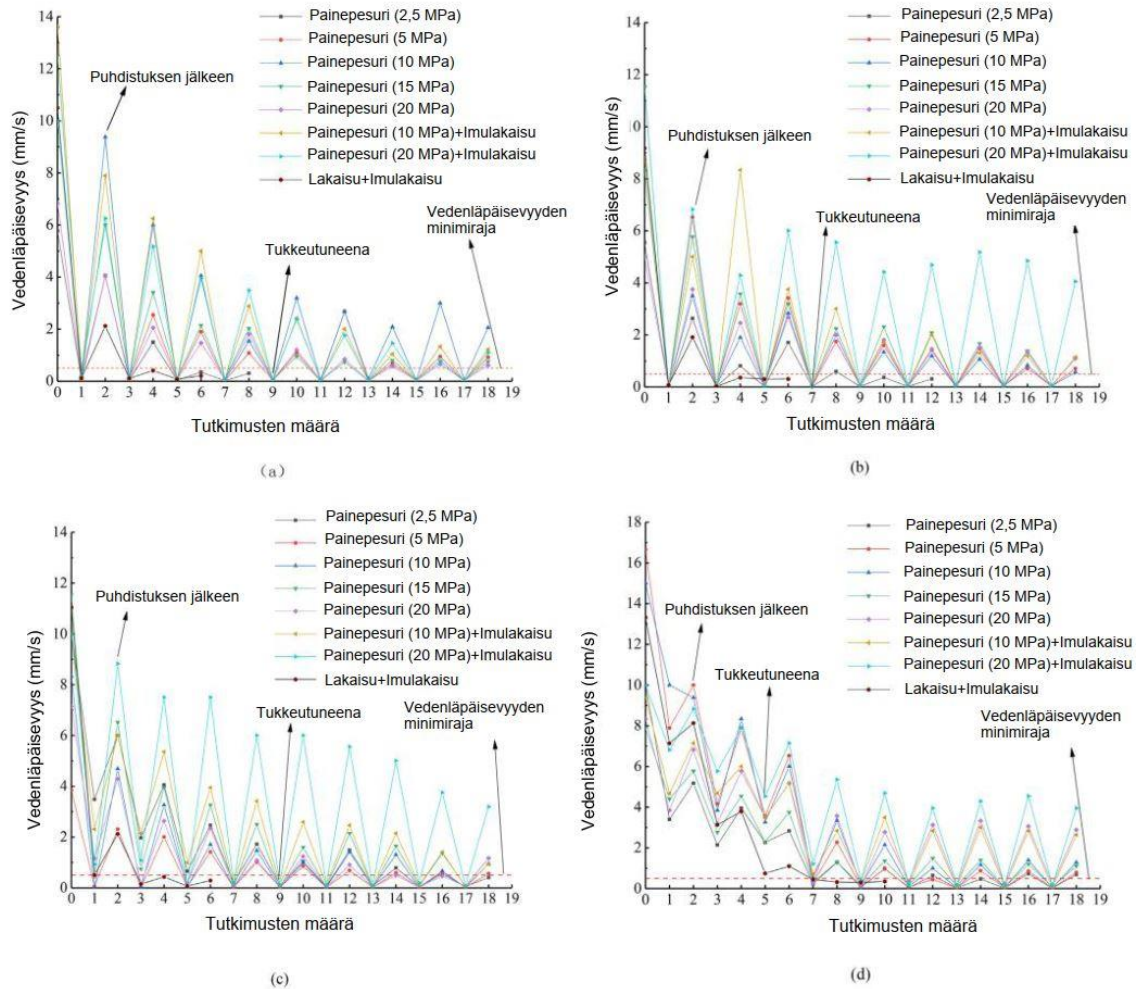 Vedenläpäisevyys (mm/s)
14
12
10
8
6
4
2
0
Painepesuri (2,5 MPa)
Painepesuri (5 MPa)
Painepesuri (10 MPa)
Painepesuri (15 MPa)
Painepesuri (20 MPa)
Painepesuri (10 MPa)+Imulakaisu
Painepesuri (20 MPa)+Imulakaisu
Lakaisu+Imulakaisu
Puhdistuksen jälkeen
Tukkeutuneena
Vedenläpäisevyyden
minimiraja
0 1 2 3 4 5 6 7 8 9 10 11 12 13 14 15 16 17 18 19
Tutkimusten määrä
(a)
Vedenläpäisevyys (mm/s)
14
12
10
8
6
4
2
0
Painepesuri (2,5 MPa)
Painepesuri (5 MPa)
Painepesuri (10 MPa)
Painepesuri (15 MPa)
Painepesuri (20 MPa)
Painepesuri (10 MPa)+Imulakaisu
Painepesuri (20 MPa)+Imulakaisu
Lakaisu+Imulakaisu
Puhdistuksen jälkeen
Tukkeutuneena
Vedenläpäisevyyden
minimiraja
0 1 2 3 4 5 6 7 8 9 10 11 12 13 14 15 16 17 18 19
Tutkimusten määrä
(b)
Vedenläpäisevyys (mm/s)
14
12
10
8
6
4
2
0
Painepesuri (2,5 MPa)
Painepesuri (5 MPa)
Painepesuri (10 MPa)
Painepesuri (15 MPa)
Painepesuri (20 MPa)
Painepesuri (10 MPa)+Imulakaisu
Painepesuri (20 MPa)+Imulakaisu
Lakaisu+Imulakaisu
Puhdistuksen jälkeen
Tukkeutuneena
Vedenläpäisevyyden
minimiraja
0 1 2 3 4 5 6 7 8 9 10 11 12 13 14 15 16 17 18 19
Tutkimusten määrä
(c)
Vedenläpäisevyys (mm/s)
18
16
14
12
10
8
6
4
2
0
Painepesuri (2,5 MPa)
Painepesuri (5 MPa)
Painepesuri (10 MPa)
Painepesuri (15 MPa)
Painepesuri (20 MPa)
Painepesuri (10 MPa)+Imulakaisu
Painepesuri (20 MPa)+Imulakaisu
Lakaisu+Imulakaisu
Puhdistuksen jälkeen
Tukkeutuneena
Vedenläpäisevyyden
minimiraja
0 1 2 3 4 5 6 7 8 9 10 11 12 13 14 15 16 17 18 19
Tutkimusten määrä
(d)